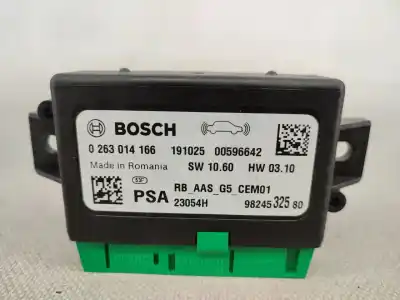 BOSCH
0 263 014 166 191025 00596642
Made in Romania SW 10.60 HW 03.10
RB_AAS_G5_CEM01
PSA 23054H 98245 325 80